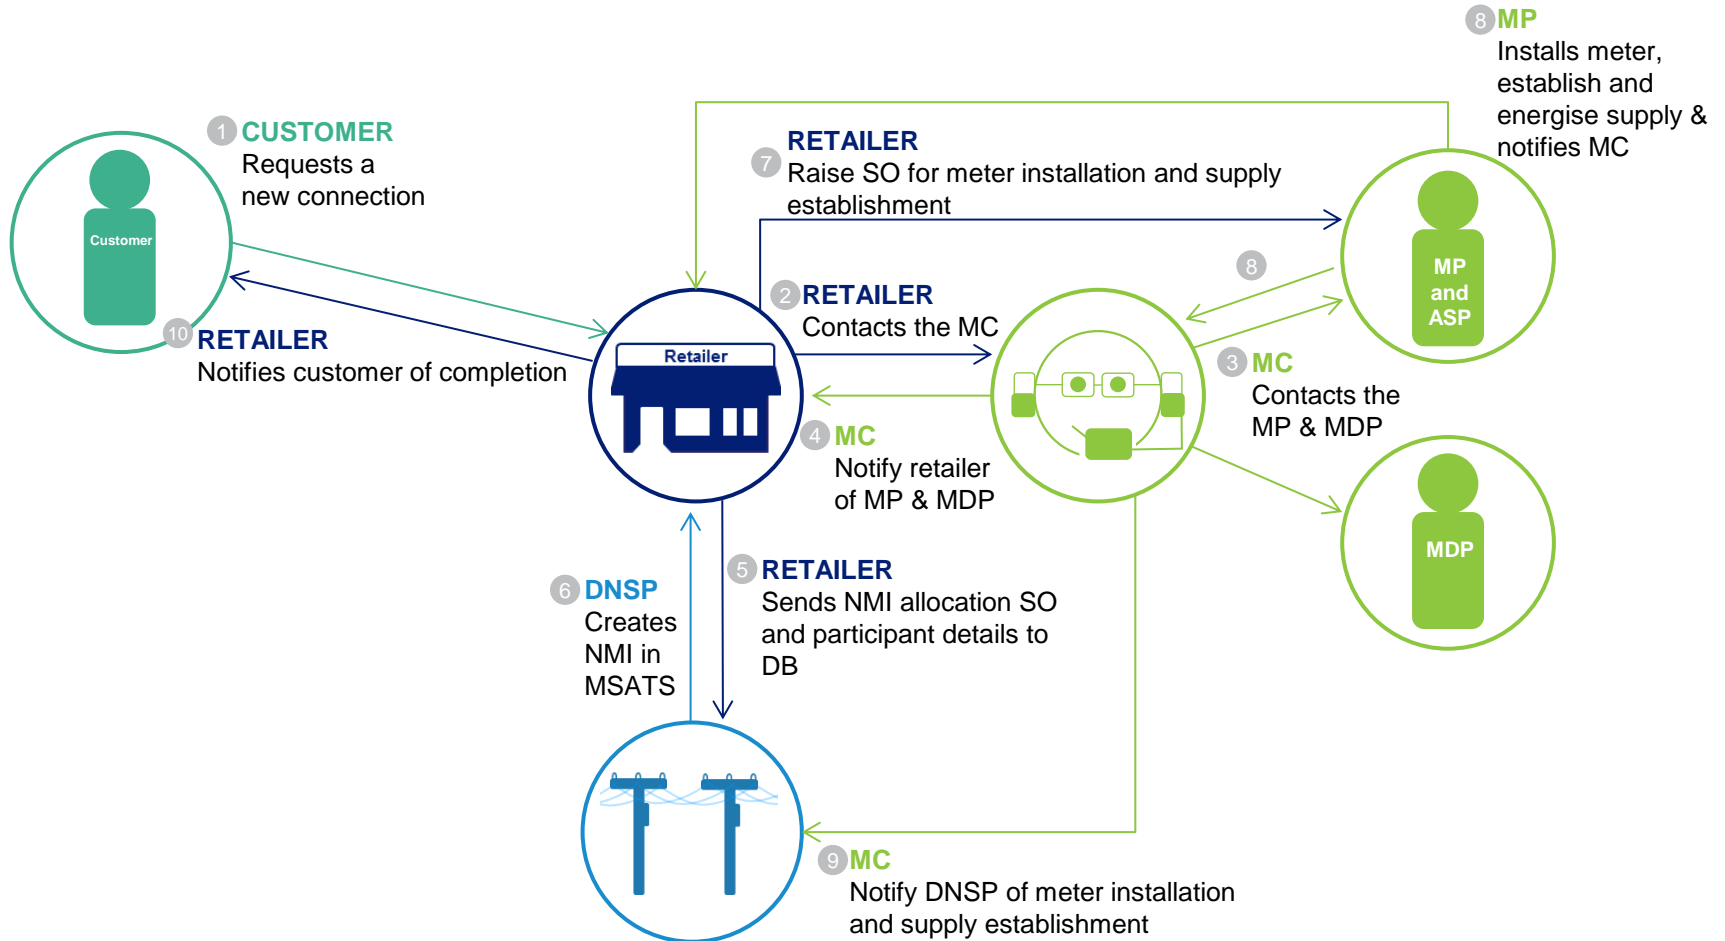 8 MP
Installs meter,
establish and
energise supply &
notifies MC
1 CUSTOMER
Requests a
new connection
RETAILER
7 Raise SO for meter installation and supply
establishment
Customer
MP
and
ASP
8
2 RETAILER
Contacts the MC
10 RETAILER
Notifies customer of completion
Retailer
3 MC
Contacts the
MP & MDP
4 MC
Notify retailer
of MP & MDP
MDP
5 RETAILER
Sends NMI allocation SO
and participant details to
DB
6 DNSP
Creates
NMI in
MSATS
9 MC
Notify DNSP of meter installation
and supply establishment